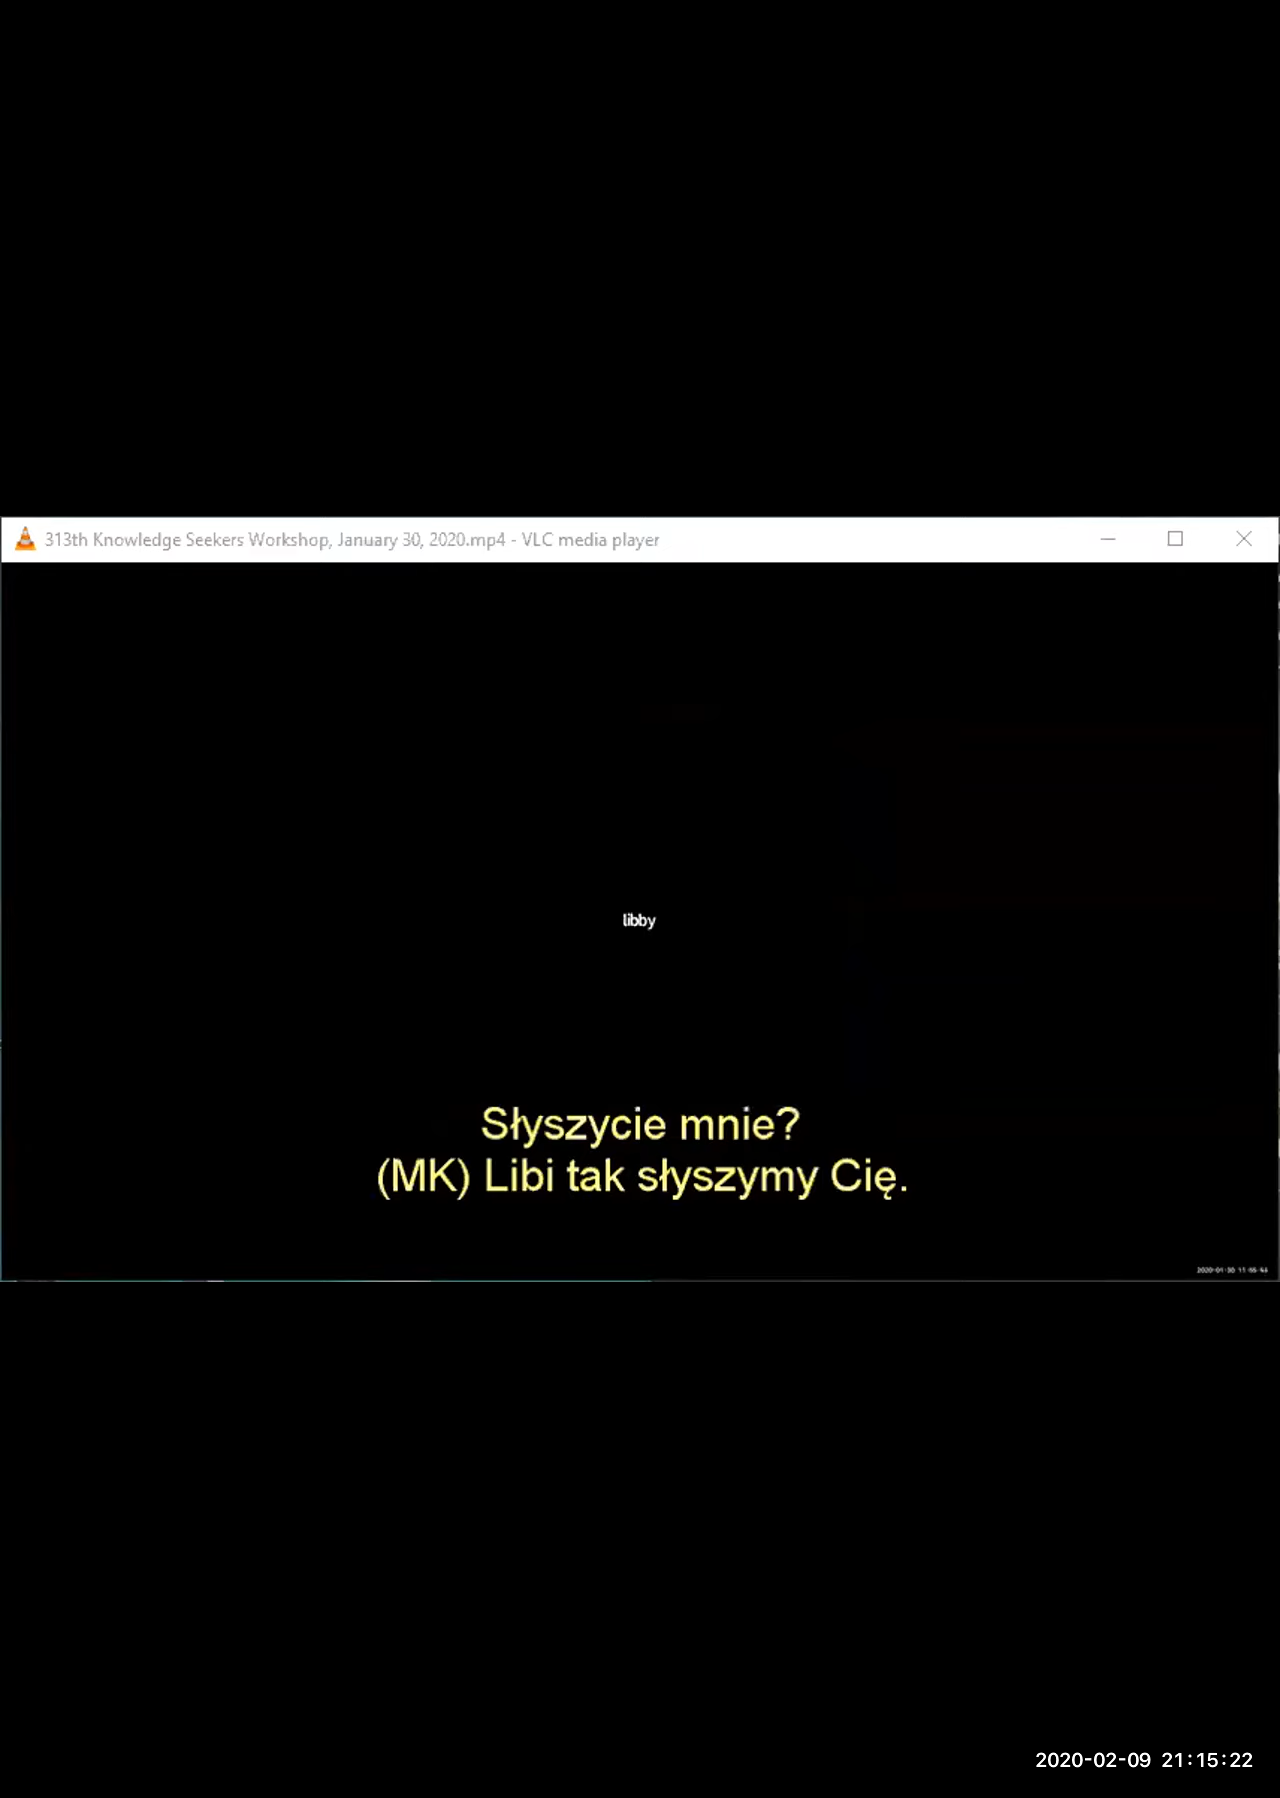 313th Knowledge Seekers Workshop, January 30, 2020.mp4 - VLC media player
libby
Słyszycie mnie?
(MK) Libi tak słyszymy Cię.
2020-02-09 21:15:22